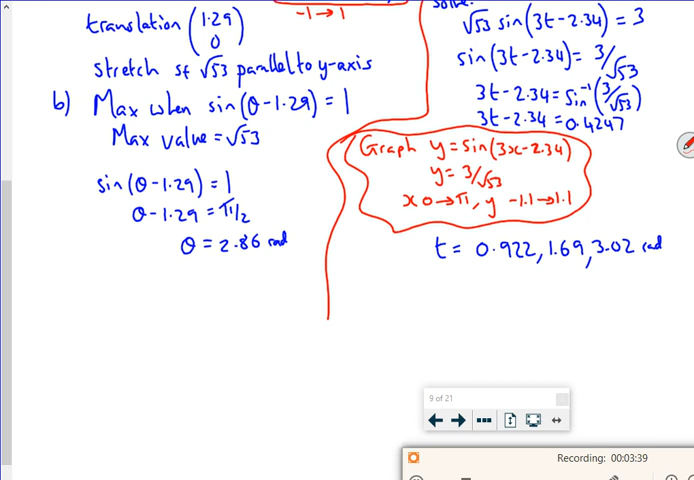 translation (1.29
0)
stretch sf √53 parallel to y-axis
b) Max when sin(θ-1.29) = 1
Max value = √53
sin(θ-1.29) = 1
θ-1.29 = π/2
θ = 2.86 rad
-1→1
√53 sin(3t-2.34) = 3
sin(3t-2.34) = 3/√53
3t-2.34 = sin⁻¹(3/√53)
3t-2.34 = 0.4247
Graph y = sin(3x-2.34)
y = 3/√53
x 0→π, y -1.1→1.1
t = 0.922, 1.69, 3.02 rad
9 of 21
Recording: 00:03:39